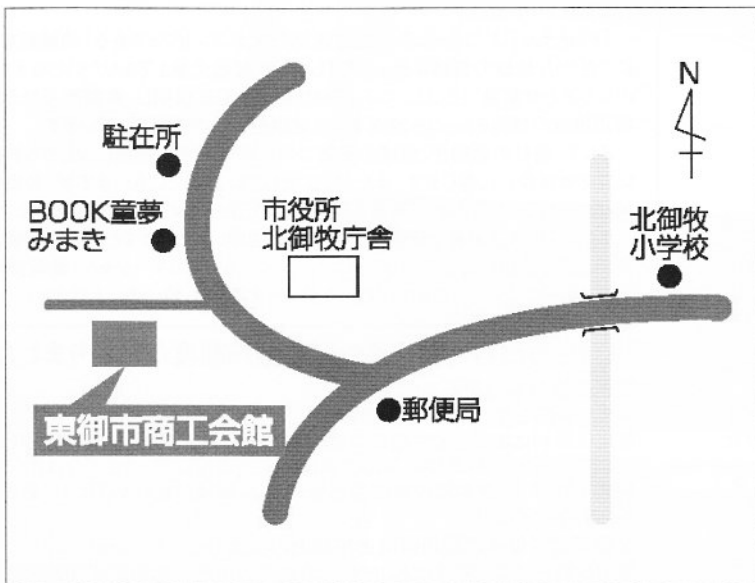 N
駐在所
BOOK童夢
みまき
市役所
北御牧庁舎
北御牧
小学校
郵便局
東御市商工会館